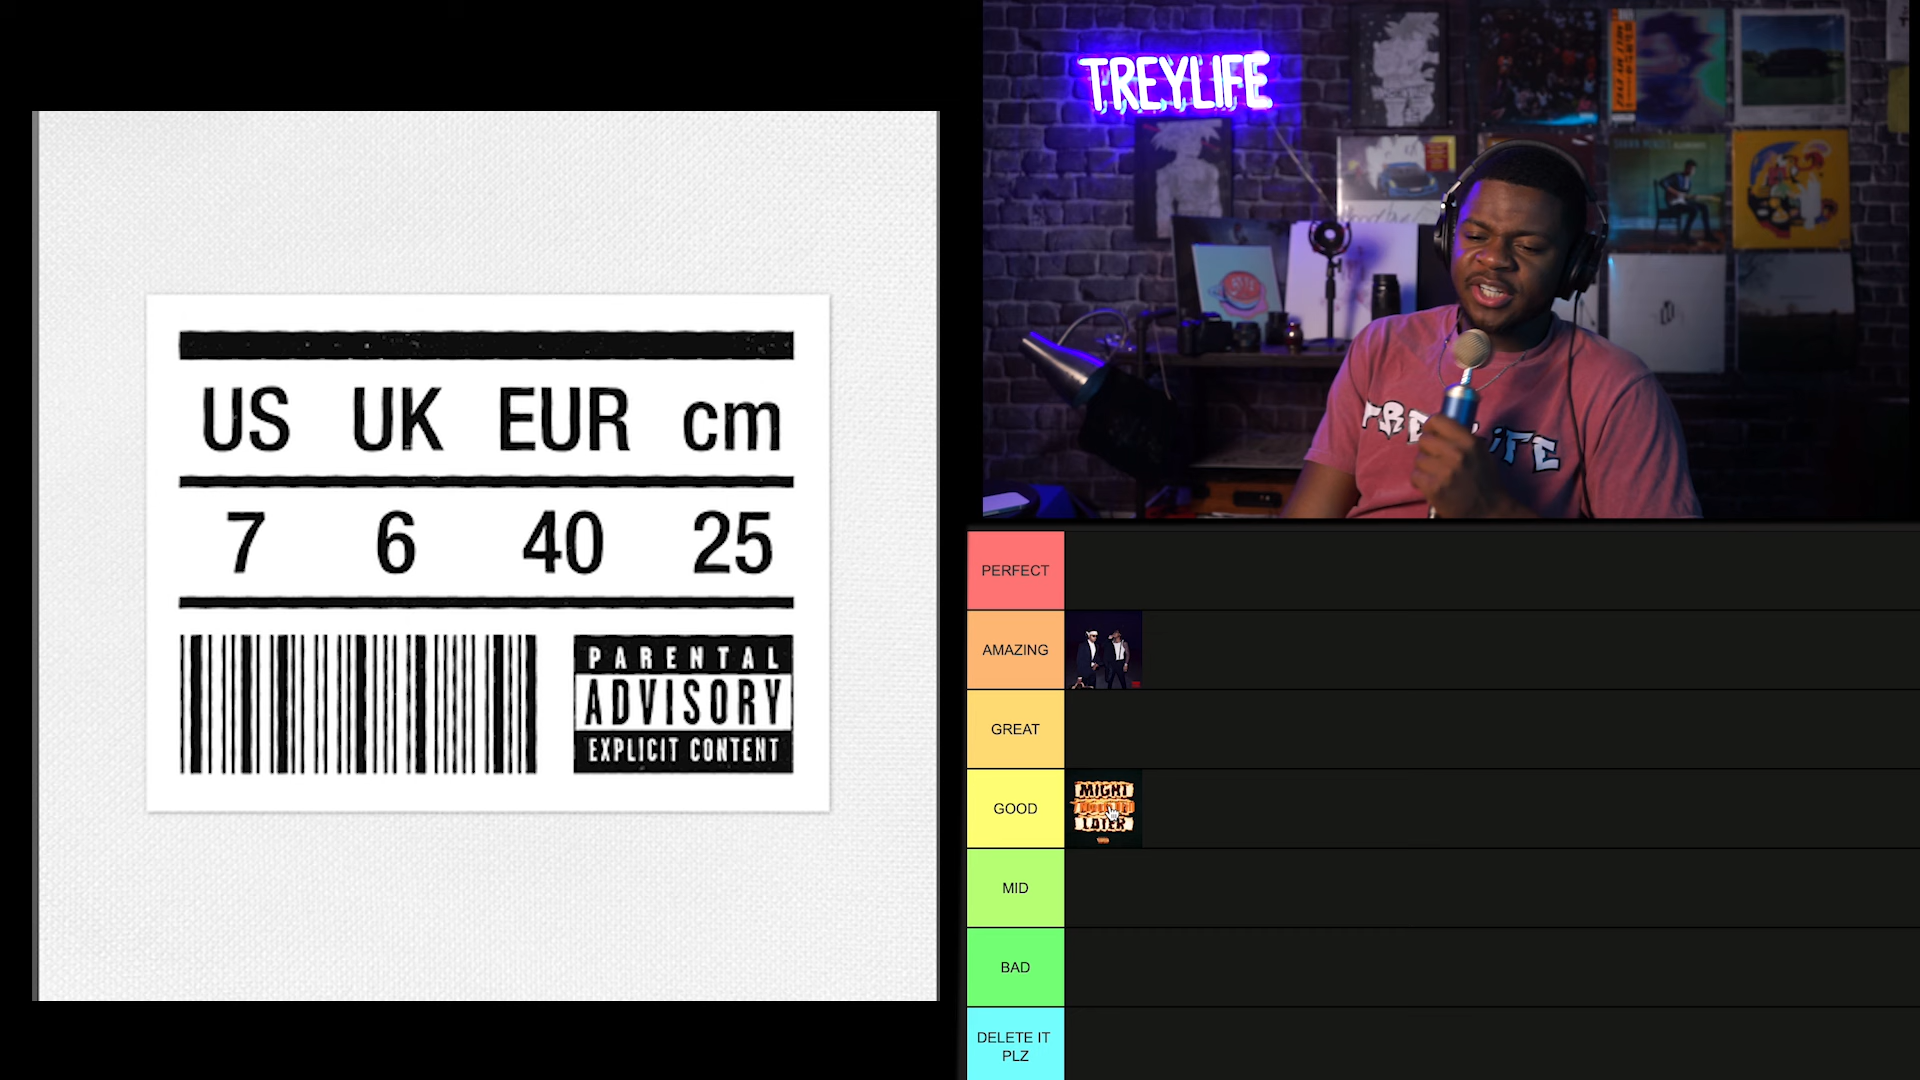 US UK EUR cm
7 6 40 25
PARENTAL
ADVISORY
EXPLICIT CONTENT
TREYLIFE
PERFECT
AMAZING
GREAT
GOOD
MIGHT
LATER
MID
BAD
DELETE IT
PLZ